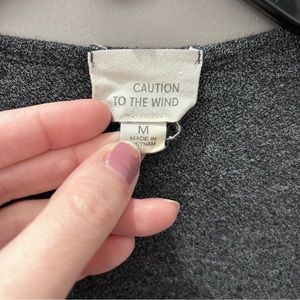 CAUTION
TO THE WIND
M
MADE IN
VIETNAM